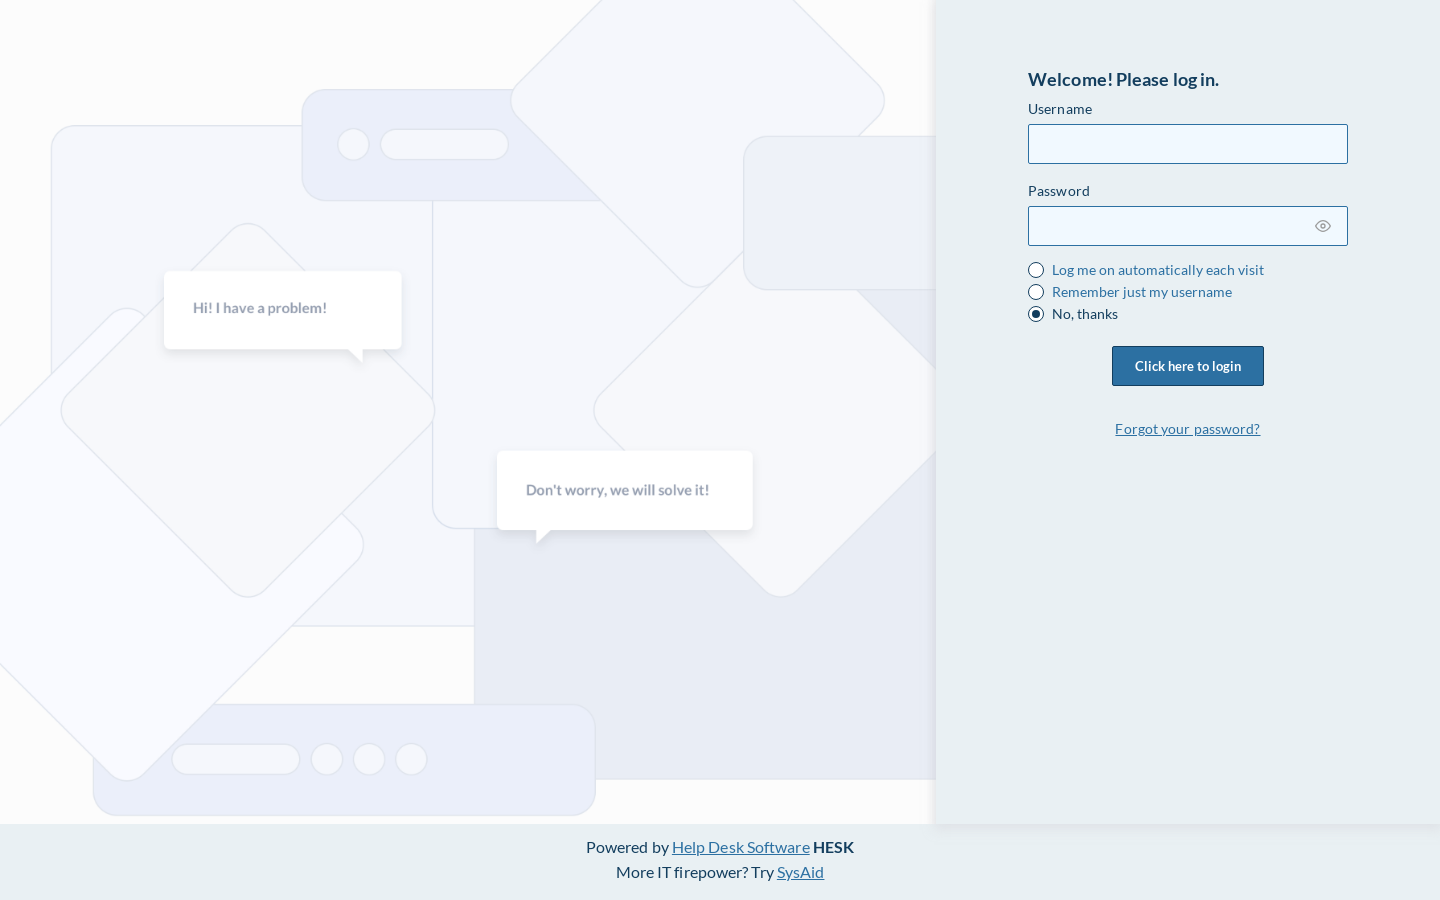 Hi! I have a problem!
Don't worry, we will solve it!
Welcome! Please log in.
Username
Password
Log me on automatically each visit
Remember just my username
No, thanks
Click here to login
Forgot your password?
Powered by Help Desk Software HESK
More IT firepower? Try SysAid